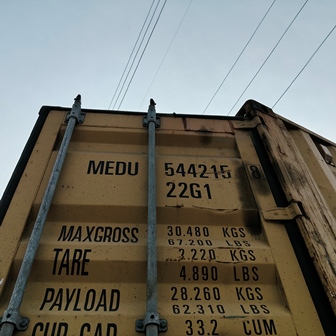 MEDU 544215 8
22G1
MAXGROSS 30.480 KGS
67.200 LBS
TARE 2.220 KGS
4.890 LBS
PAYLOAD 28.260 KGS
62.310 LBS
CUB CAP 33.2 CUM